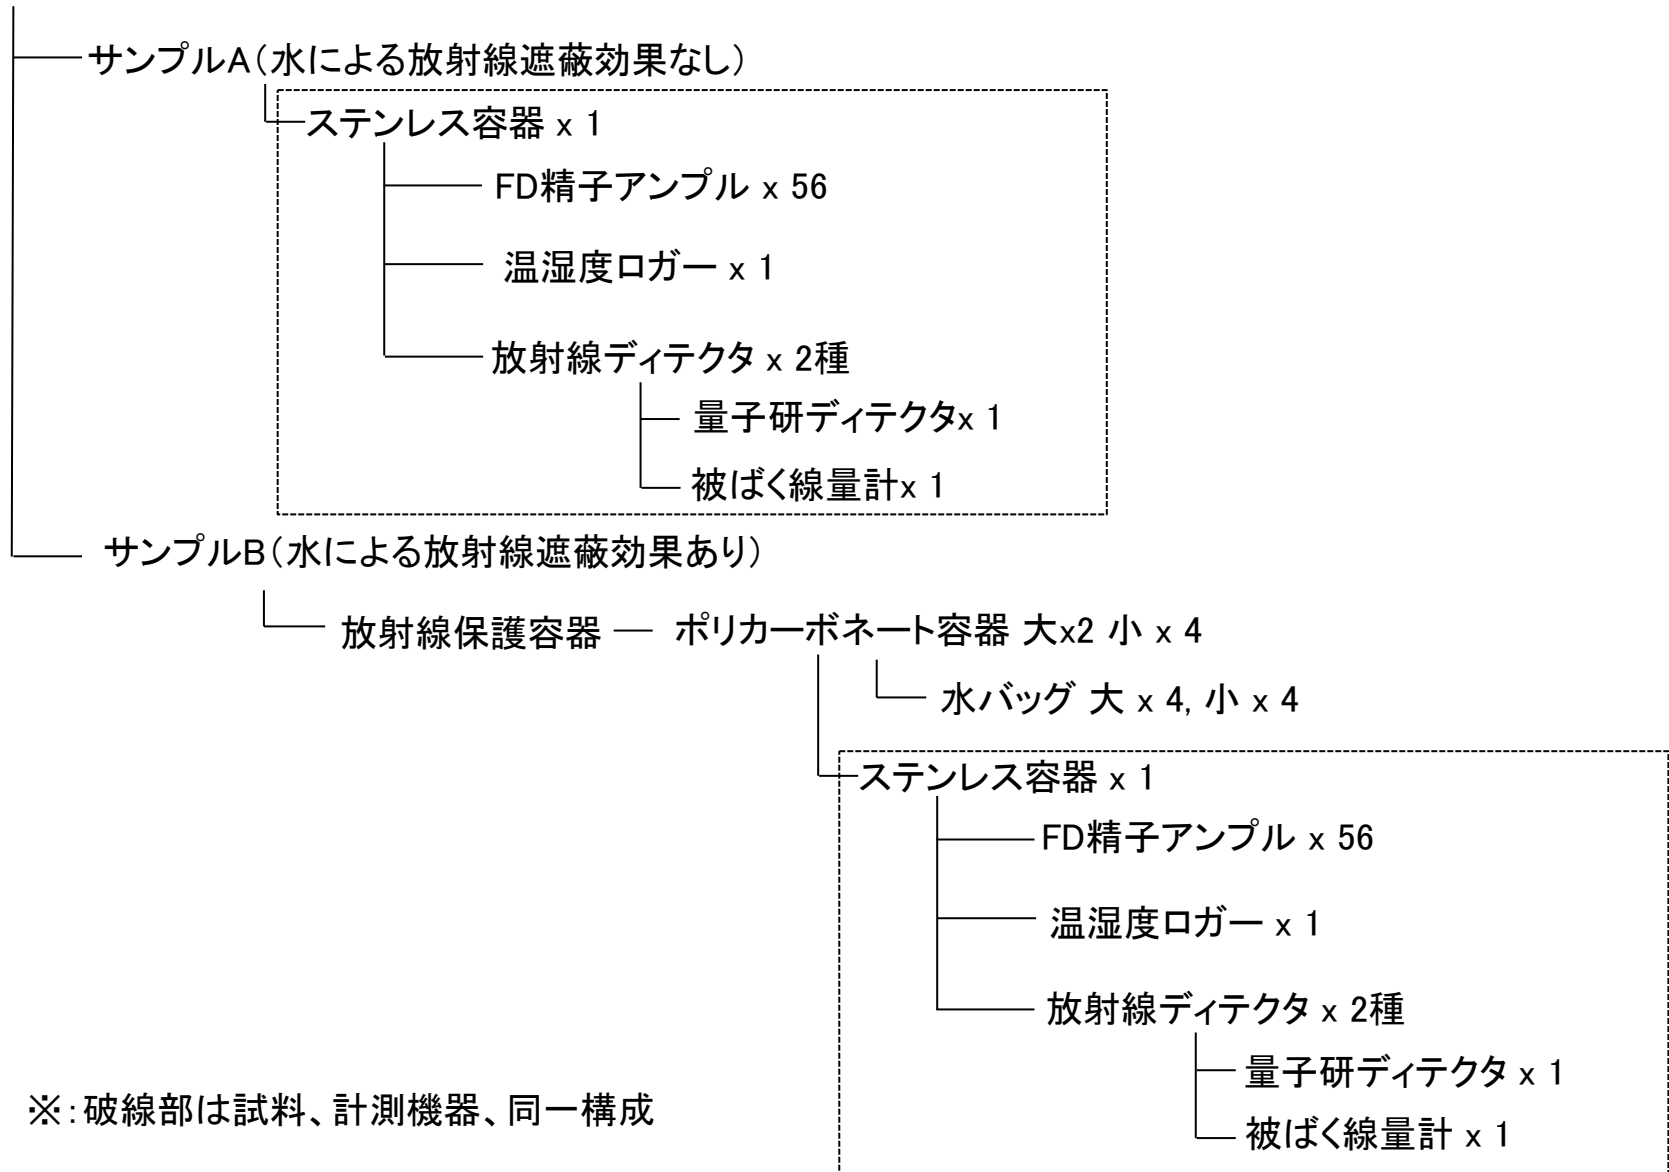 サンプルA(水による放射線遮蔽効果なし)
ステンレス容器 x 1
FD精子アンプル x 56
温湿度ロガー x 1
放射線ディテクタ x 2種
量子研ディテクタx 1
被ばく線量計x 1
サンプルB(水による放射線遮蔽効果あり)
放射線保護容器 ポリカーボネート容器 大x2 小 x 4
水バッグ 大 x 4, 小 x 4
ステンレス容器 x 1
FD精子アンプル x 56
温湿度ロガー x 1
放射線ディテクタ x 2種
量子研ディテクタ x 1
被ばく線量計 x 1
※:破線部は試料、計測機器、同一構成